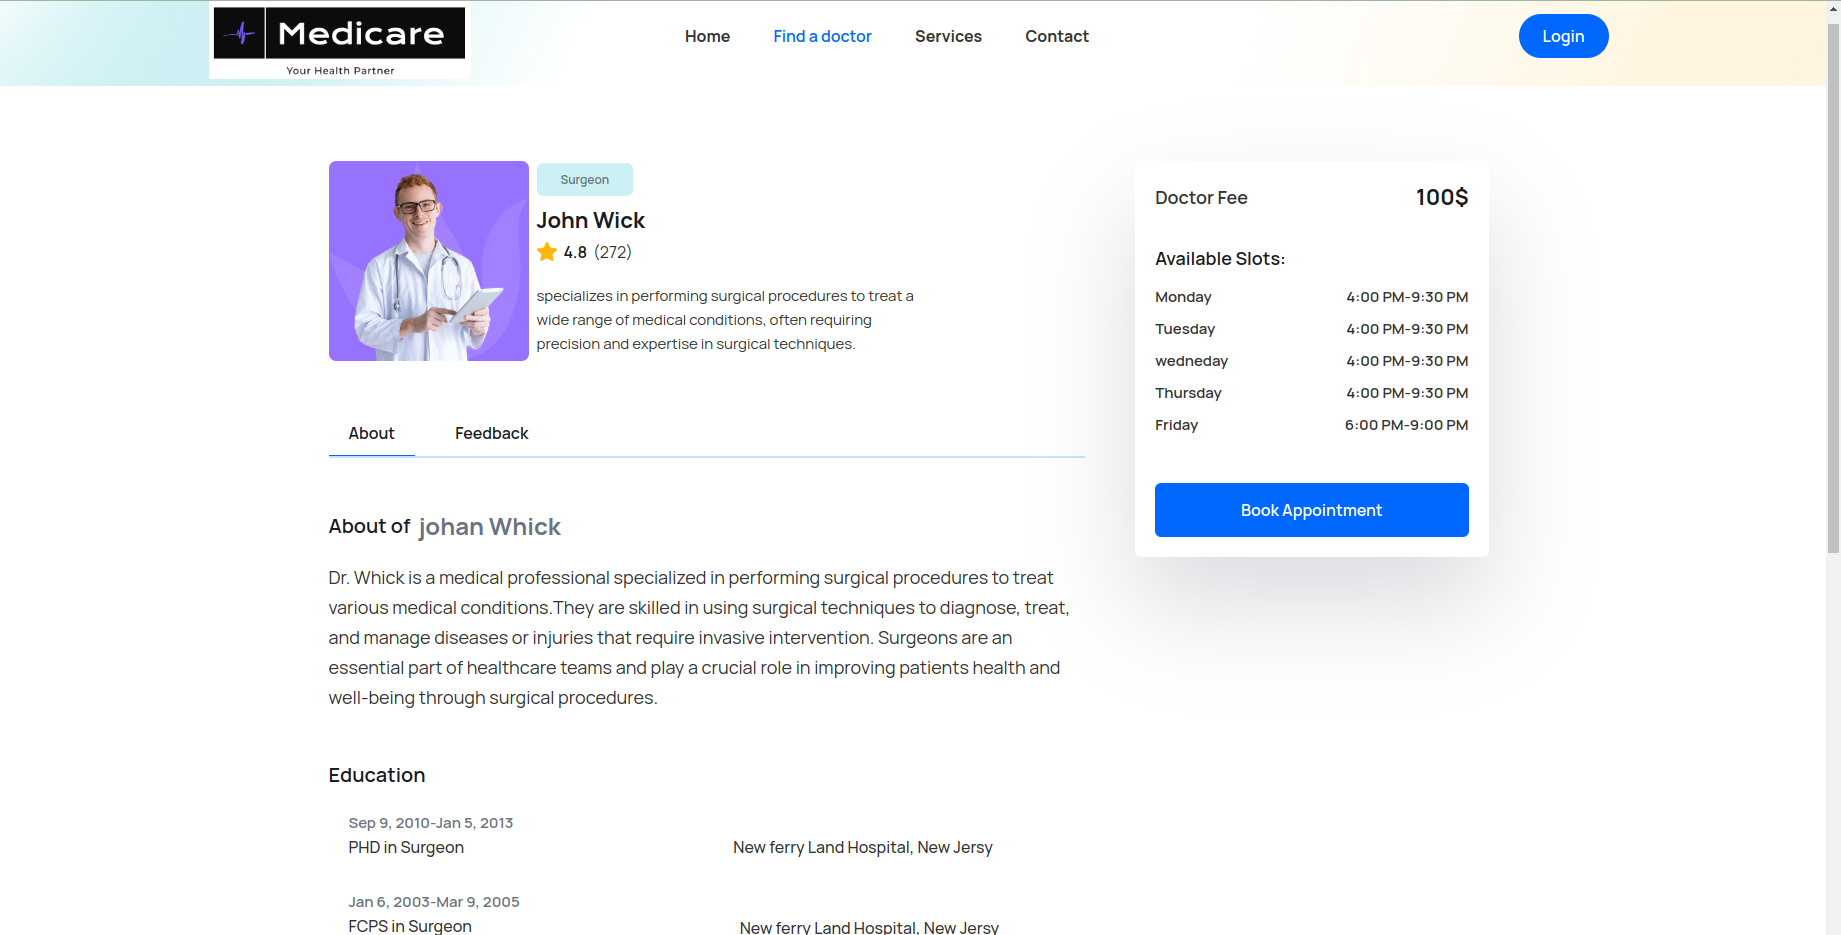 Medicare
Your Health Partner
Home
Find a doctor
Services
Contact
Login
Surgeon
John Wick
4.8 (272)
specializes in performing surgical procedures to treat a
wide range of medical conditions, often requiring
precision and expertise in surgical techniques.
Doctor Fee 100$
Available Slots:
Monday 4:00 PM-9:30 PM
Tuesday 4:00 PM-9:30 PM
wedneday 4:00 PM-9:30 PM
Thursday 4:00 PM-9:30 PM
Friday 6:00 PM-9:00 PM
Book Appointment
About Feedback
About of johan Whick
Dr. Whick is a medical professional specialized in performing surgical procedures to treat
various medical conditions.They are skilled in using surgical techniques to diagnose, treat,
and manage diseases or injuries that require invasive intervention. Surgeons are an
essential part of healthcare teams and play a crucial role in improving patients health and
well-being through surgical procedures.
Education
Sep 9, 2010-Jan 5, 2013
PHD in Surgeon New ferry Land Hospital, New Jersy
Jan 6, 2003-Mar 9, 2005
FCPS in Surgeon New ferry Land Hospital, New Jersy